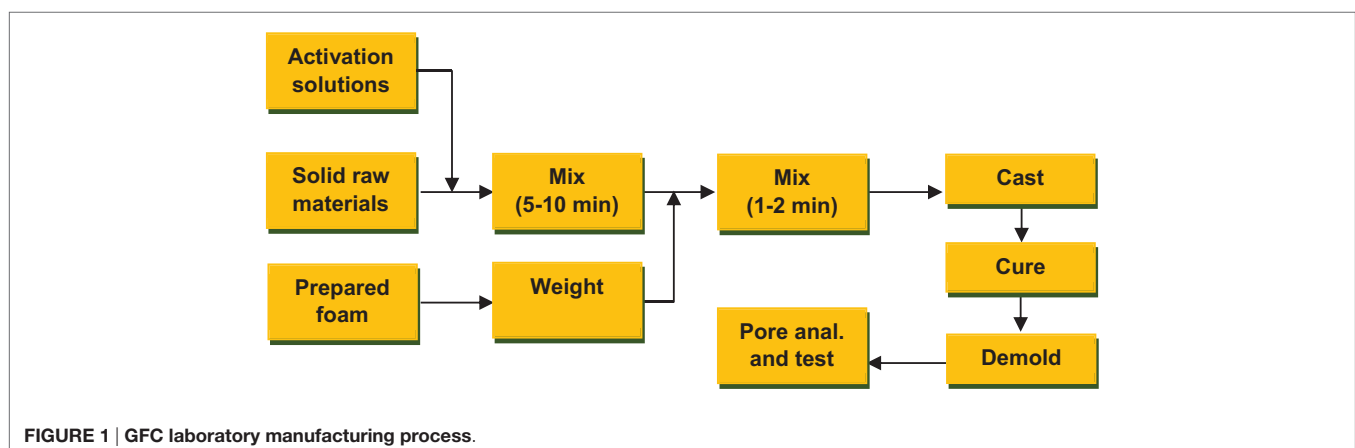 Activation
solutions
Solid raw
materials
Mix
(5-10 min)
Mix
(1-2 min)
Cast
Cure
Prepared
foam
Weight
Pore anal.
and test
Demold
FIGURE 1 | GFC laboratory manufacturing process.